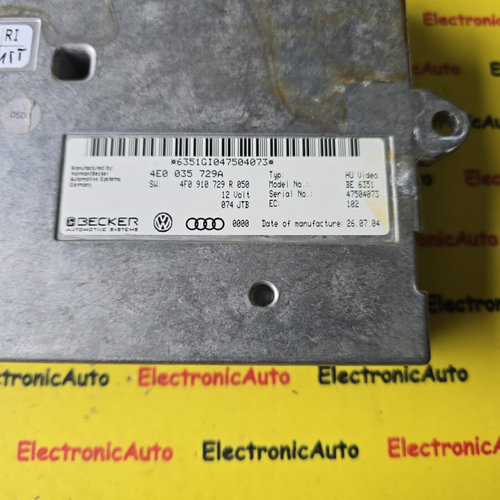 RI
*6351GI047504073*
Manufactured by:
Harman/Becker
Automotive Systems
Germany
4E0 035 729A
SW: 4F0 910 729 R 050
12 Volt
074 JTB
Typ: HU Video
Model No.: BE 6351
Serial No.: 47504073
EC: 102
BECKER
AUTOMOTIVE SYSTEMS
0000
Date of manufacture: 26.07.04
ElectronicAuto ElectronicAuto
ElectronicAuto ElectronicAuto ElectronicAuto
ElectronicAuto ElectronicAuto
ElectronicAuto ElectronicAuto ElectronicAuto